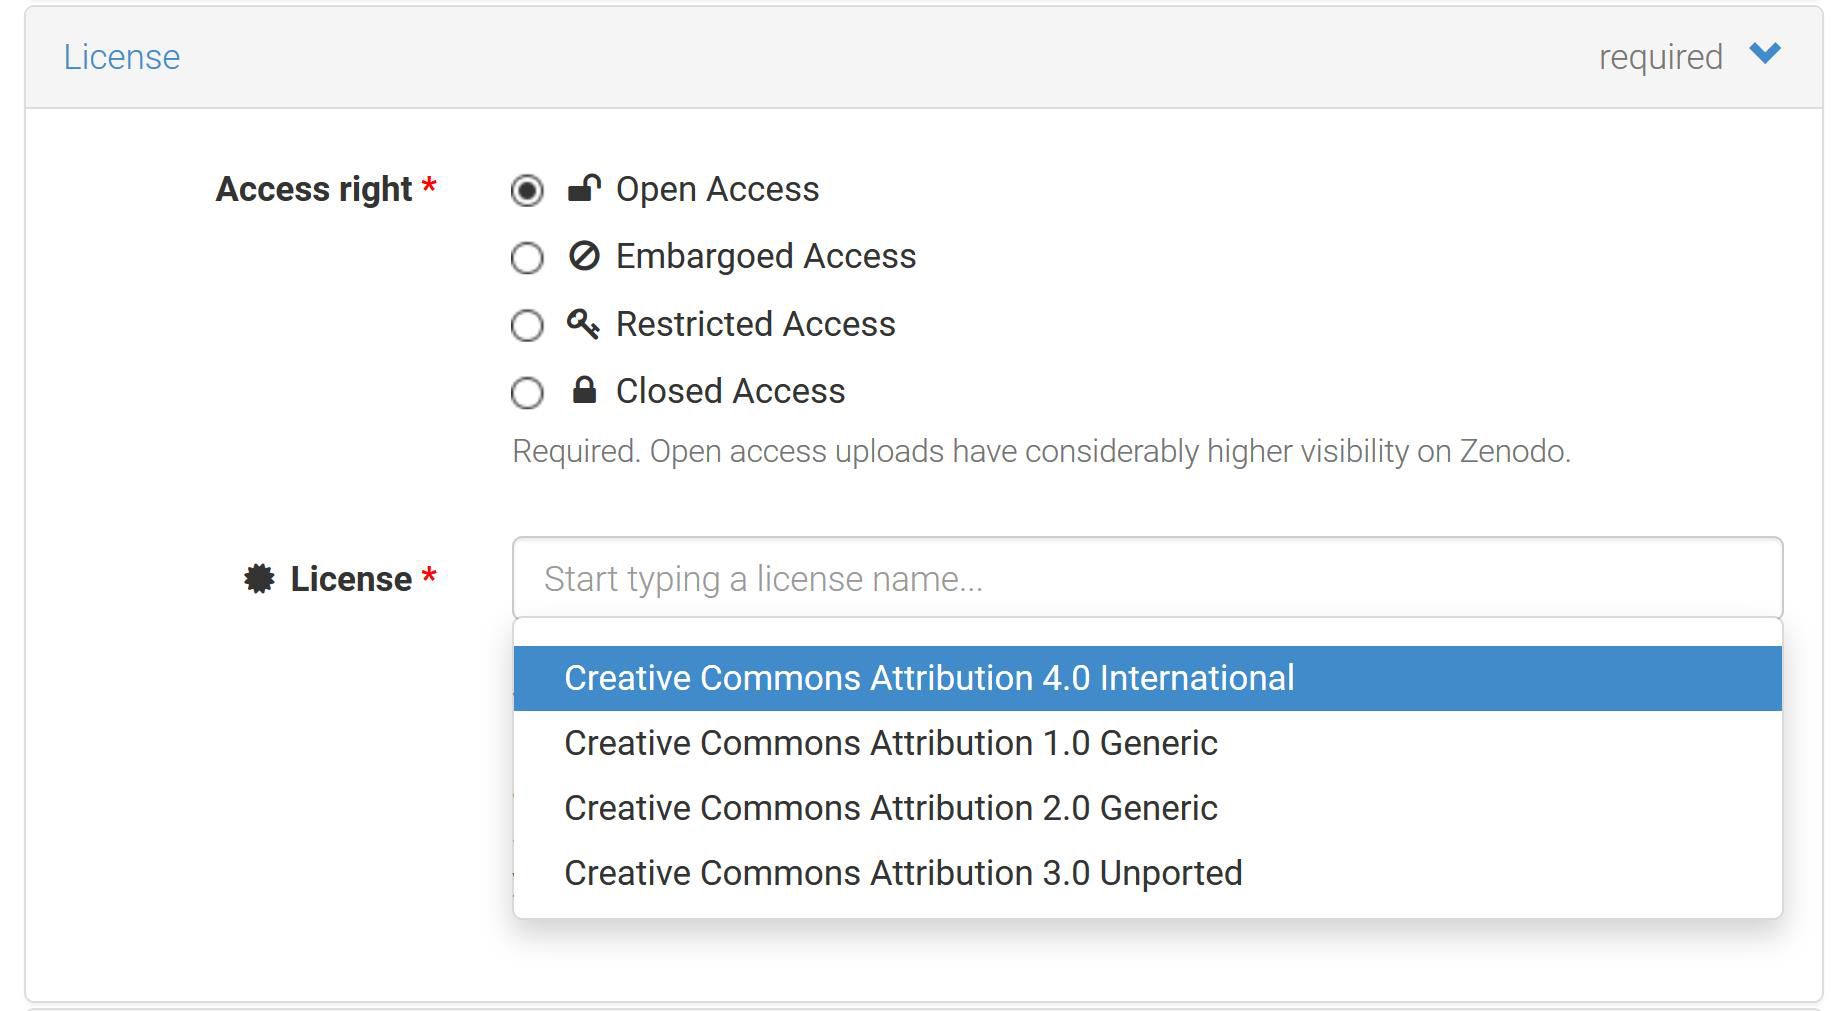 License required
Access right *
Open Access
Embargoed Access
Restricted Access
Closed Access
Required. Open access uploads have considerably higher visibility on Zenodo.
License *
Start typing a license name...
Creative Commons Attribution 4.0 International
Creative Commons Attribution 1.0 Generic
Creative Commons Attribution 2.0 Generic
Creative Commons Attribution 3.0 Unported